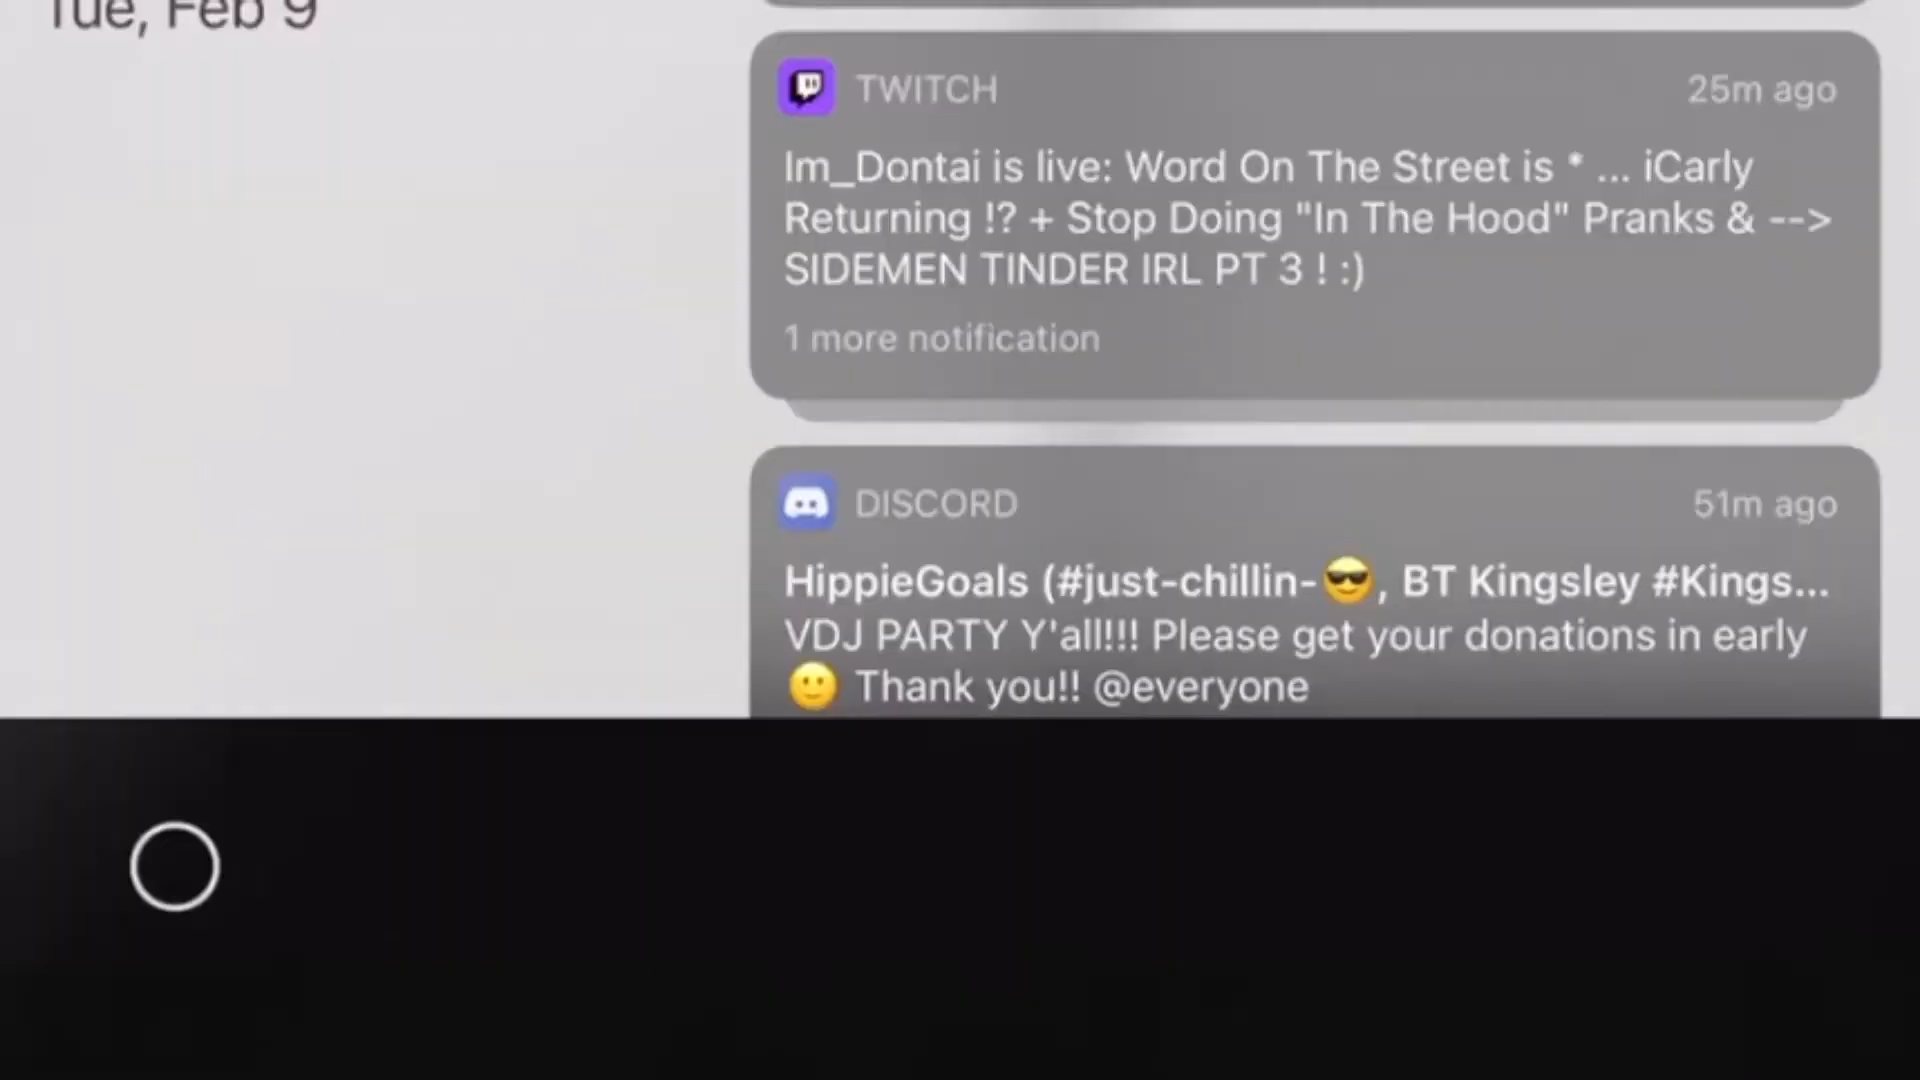 Tue, Feb 9
TWITCH
25m ago
Im_Dontai is live: Word On The Street is * ... iCarly
Returning !? + Stop Doing "In The Hood" Pranks & -->
SIDEMEN TINDER IRL PT 3 ! :)
1 more notification
DISCORD
51m ago
HippieGoals (#just-chillin-😎, BT Kingsley #Kings...
VDJ PARTY Y'all!!! Please get your donations in early
🙂 Thank you!! @everyone